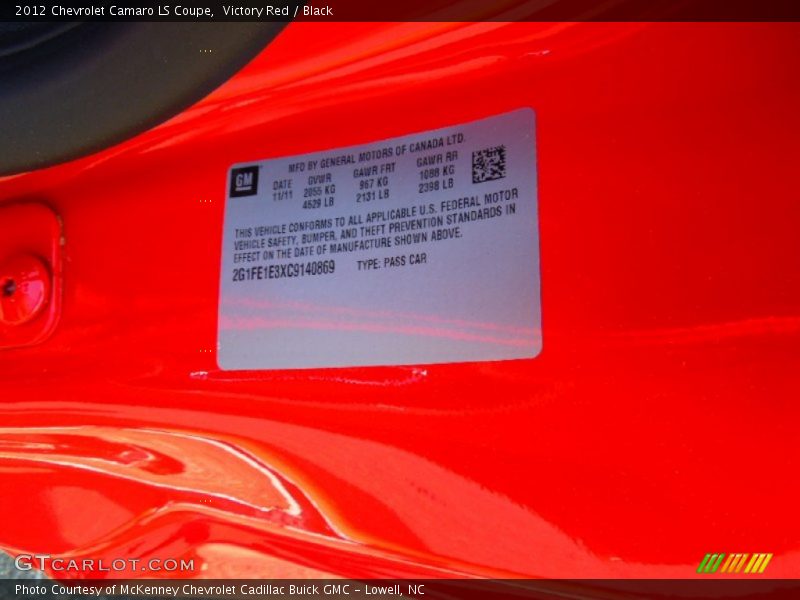 2012 Chevrolet Camaro LS Coupe,  Victory Red / Black
GM
MFD BY GENERAL MOTORS OF CANADA LTD.
DATE GVWR GAWR FRT GAWR RR
11/11 2055 KG 967 KG 1088 KG
4529 LB 2131 LB 2398 LB
THIS VEHICLE CONFORMS TO ALL APPLICABLE U.S. FEDERAL MOTOR
VEHICLE SAFETY, BUMPER, AND THEFT PREVENTION STANDARDS IN
EFFECT ON THE DATE OF MANUFACTURE SHOWN ABOVE.
2G1FE1E3XC9140869 TYPE: PASS CAR
GTCARLOT.COM
Photo Courtesy of McKenney Chevrolet Cadillac Buick GMC - Lowell, NC